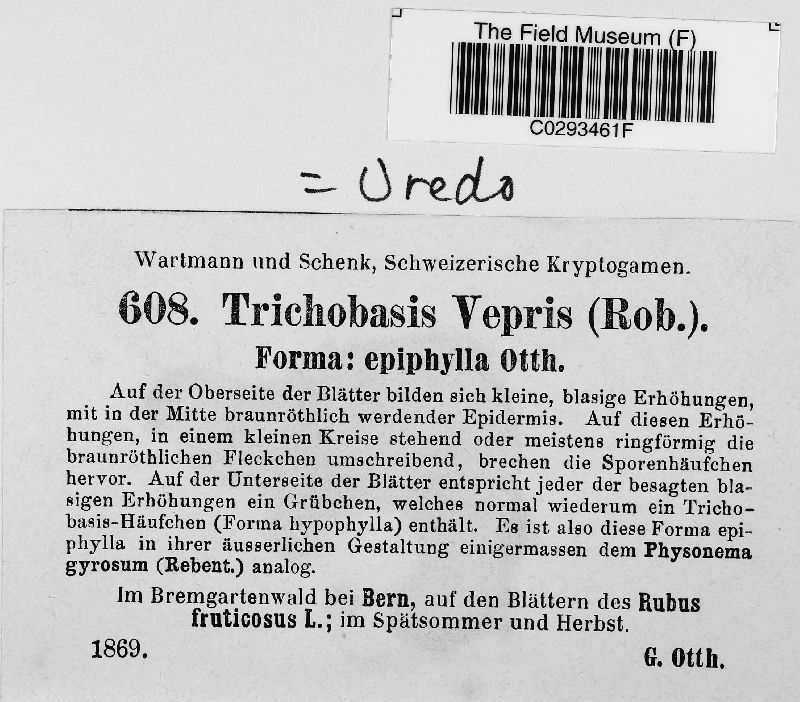 The Field Museum (F)
C0293461F
= Uredo
Wartmann und Schenk, Schweizerische Kryptogamen.
608. Trichobasis Vepris (Rob.).
Forma: epiphylla Otth.
Auf der Oberseite der Blätter bilden sich kleine, blasige Erhöhungen,
mit in der Mitte braunröthlich werdender Epidermis. Auf diesen Erhö-
hungen, in einem kleinen Kreise stehend oder meistens ringförmig die
braunröthlichen Fleckchen umschreibend, brechen die Sporenhäufchen
hervor. Auf der Unterseite der Blätter entspricht jeder der besagten bla-
sigen Erhöhungen ein Grübchen, welches normal wiederum ein Tricho-
basis-Häufchen (Forma hypophylla) enthält. Es ist also diese Forma epi-
phylla in ihrer äusserlichen Gestaltung einigermassen dem Physonema
gyrosum (Rebent.) analog.
Im Bremgartenwald bei Bern, auf den Blättern des Rubus
fruticosus L.; im Spätsommer und Herbst.
1869.
G. Otth.